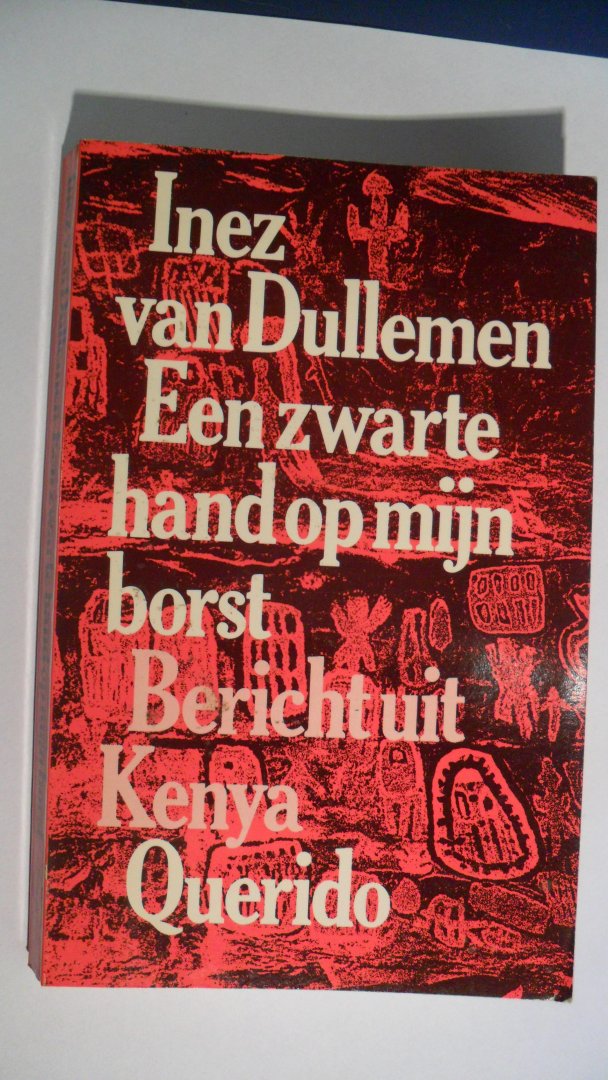 Inez
van Dullemen
Een zwarte
hand op mijn
borst
Bericht uit
Kenya
Querido